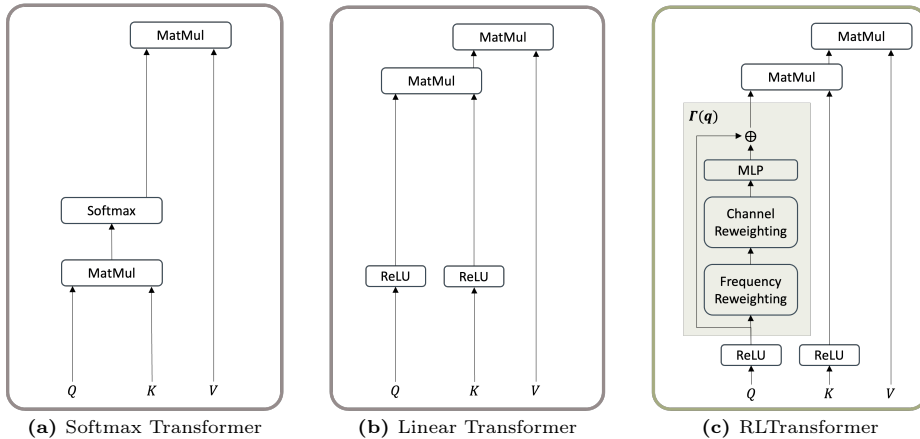 MatMul
Softmax
MatMul
Q K V
(a) Softmax Transformer
MatMul
MatMul
ReLU ReLU
Q K V
(b) Linear Transformer
MatMul
MatMul
Γ(q)
⊕
MLP
Channel
Reweighting
Frequency
Reweighting
ReLU ReLU
Q K V
(c) RLTransformer